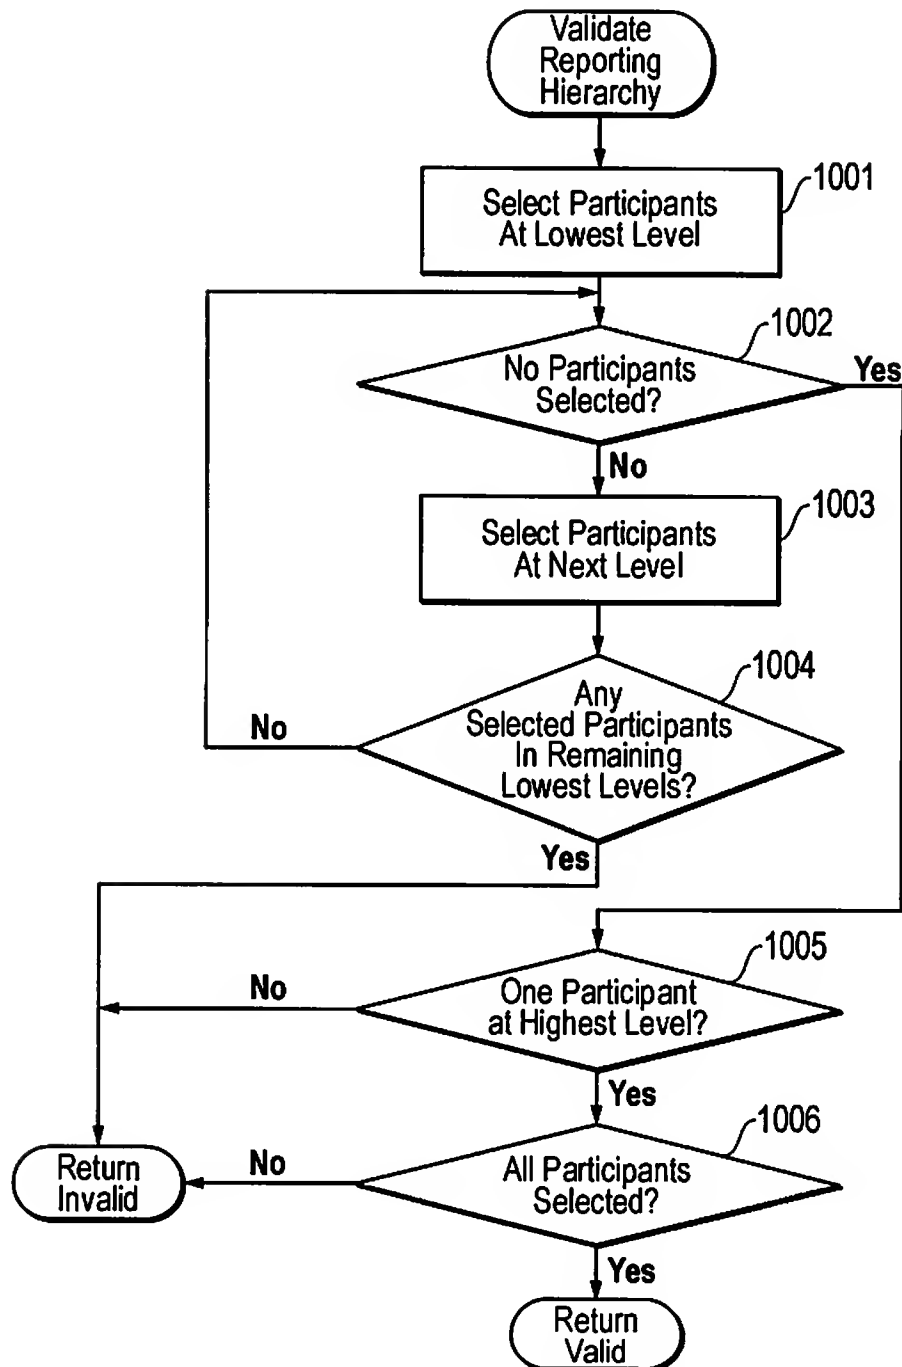 Validate
Reporting
Hierarchy
1001
Select Participants
At Lowest Level
1002
No Participants
Selected?
Yes
No
1003
Select Participants
At Next Level
1004
Any
Selected Participants
In Remaining
Lowest Levels?
No
Yes
1005
One Participant
at Highest Level?
No
Yes
1006
All Participants
Selected?
No
Return
Invalid
Yes
Return
Valid